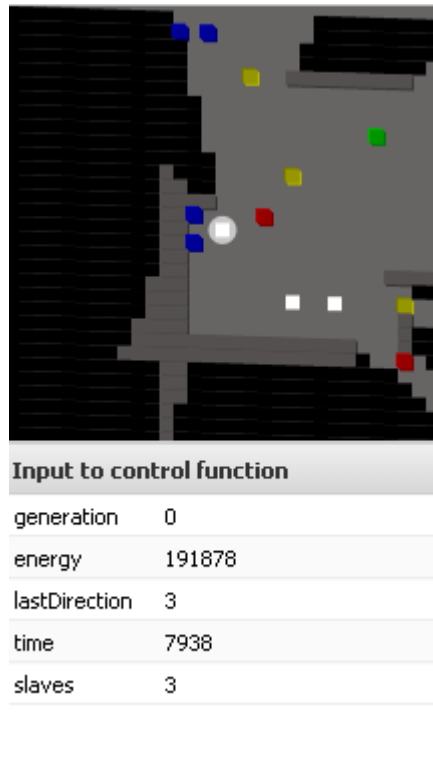 Input to control function
generation 0
energy 191878
lastDirection 3
time 7938
slaves 3